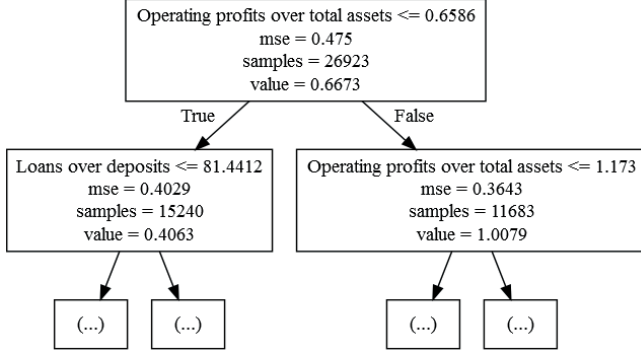 Operating profits over total assets <= 0.6586
mse = 0.475
samples = 26923
value = 0.6673
True
False
Loans over deposits <= 81.4412
mse = 0.4029
samples = 15240
value = 0.4063
Operating profits over total assets <= 1.173
mse = 0.3643
samples = 11683
value = 1.0079
(...)
(...)
(...)
(...)